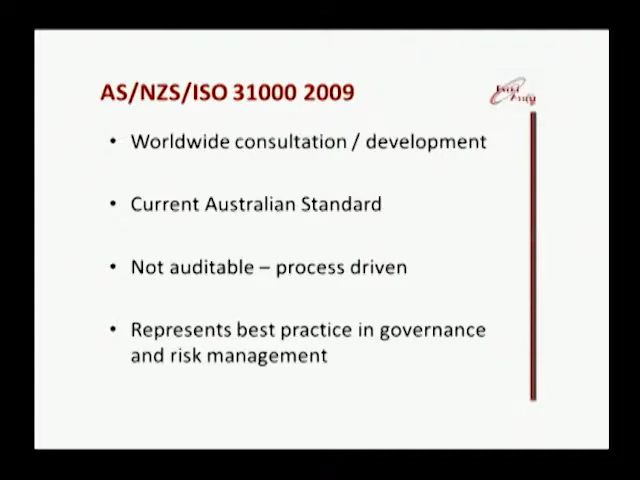 AS/NZS/ISO 31000 2009
• Worldwide consultation / development
• Current Australian Standard
• Not auditable – process driven
• Represents best practice in governance
and risk management